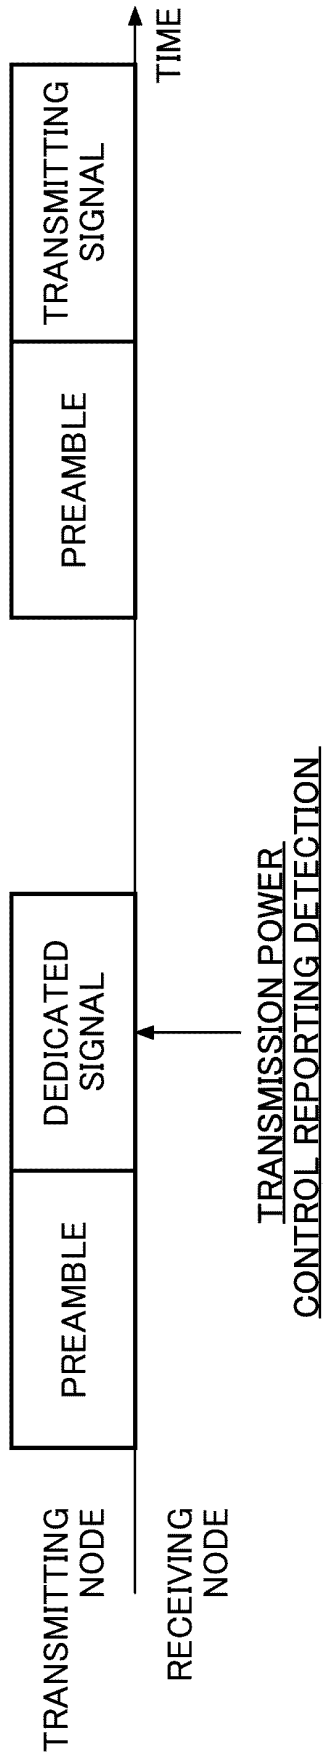 TRANSMITTING
NODE
PREAMBLE
DEDICATED
SIGNAL
PREAMBLE
TRANSMITTING
SIGNAL
TIME
RECEIVING
NODE
TRANSMISSION POWER
CONTROL REPORTING DETECTION